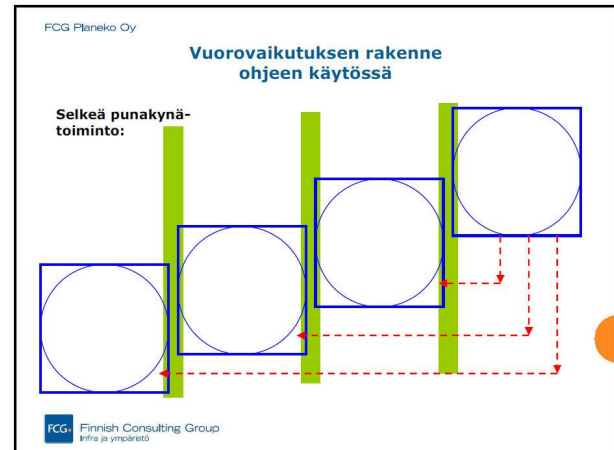 FCG Planeko Oy
Vuorovaikutuksen rakenne
ohjeen käytössä
Selkeä punakynä-
toiminto:
FCG Finnish Consulting Group
Infra ja ympäristö